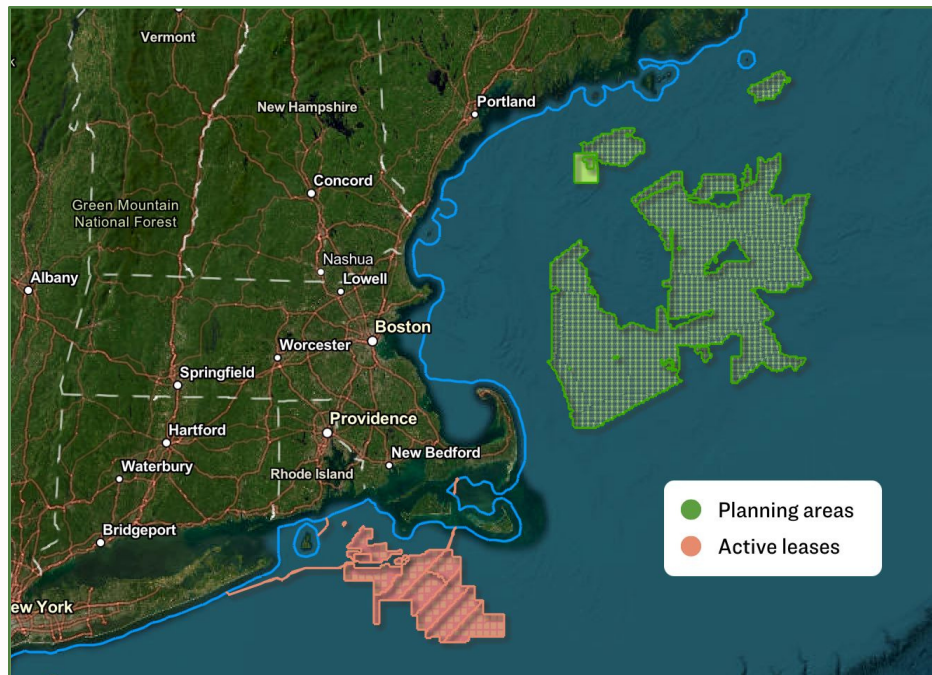 Vermont
New Hampshire
Portland
Concord
Green Mountain
National Forest
Nashua
Albany
Lowell
Boston
Worcester
Springfield
Providence
Hartford
New Bedford
Waterbury
Rhode Island
Bridgeport
ew York
Planning areas
Active leases